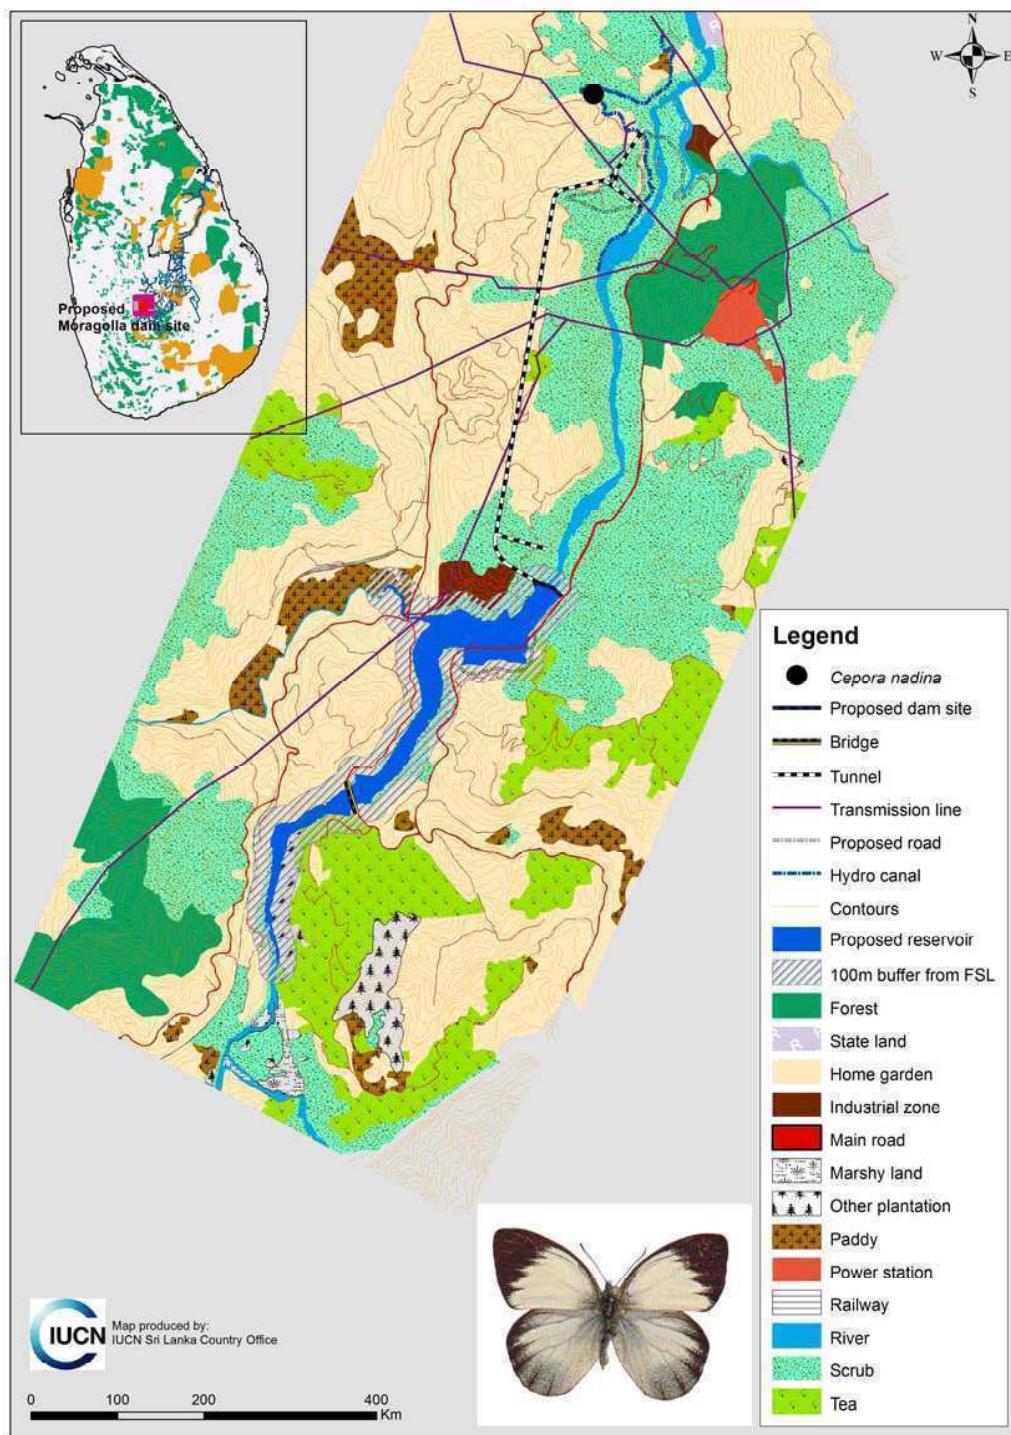 N
W E
S
Proposed
Moragolla dam site
R
R
Legend
Cepora nadina
Proposed dam site
Bridge
Tunnel
Transmission line
Proposed road
Hydro canal
Contours
Proposed reservoir
100m buffer from FSL
Forest
R
R
State land
Home garden
Industrial zone
Main road
Marshy land
Other plantation
Paddy
Power station
Railway
River
Scrub
Tea
IUCN
Map produced by:
IUCN Sri Lanka Country Office
0 200 400
100 300 Km